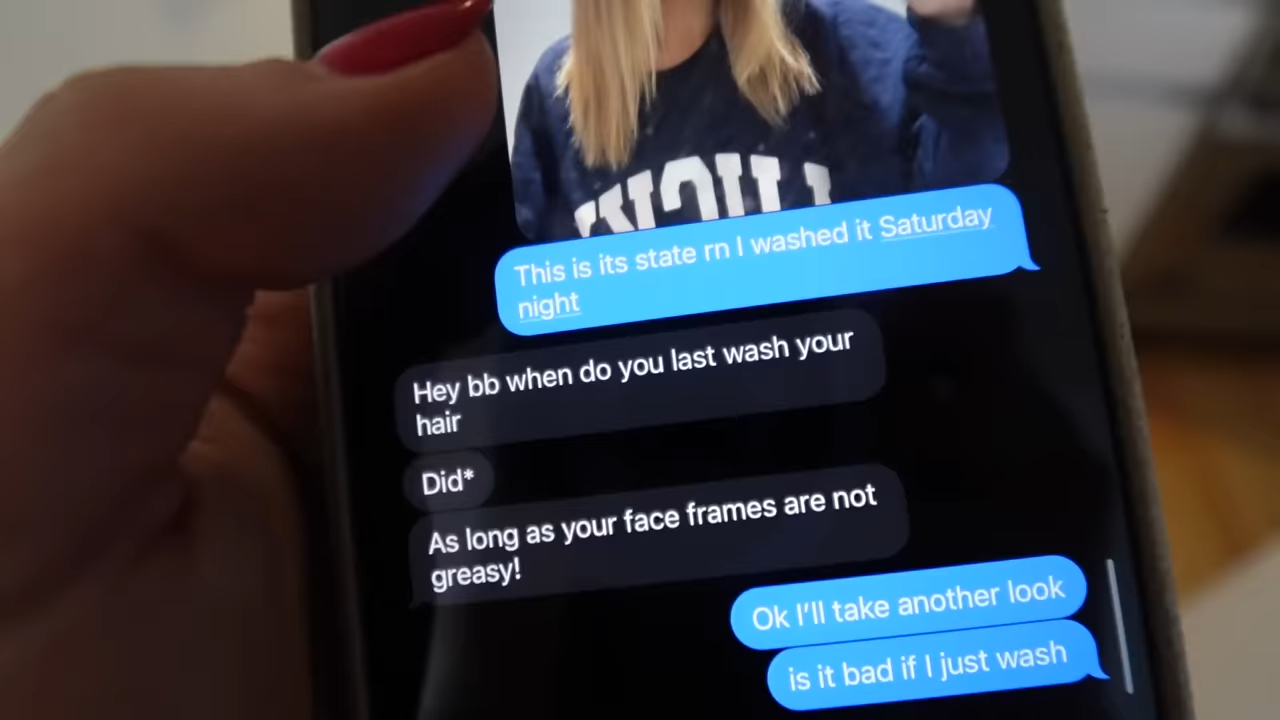 This is its state rn I washed it Saturday
night
Hey bb when do you last wash your
hair
Did*
As long as your face frames are not
greasy!
Ok I'll take another look
is it bad if I just wash